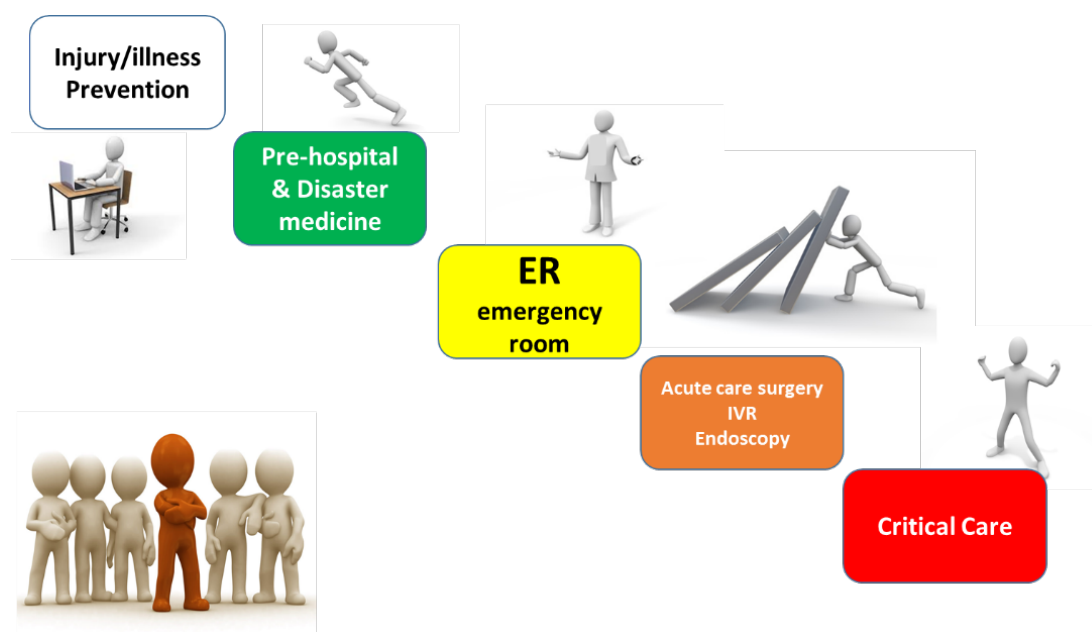 Injury/illness
Prevention
Pre-hospital
& Disaster
medicine
ER
emergency
room
Acute care surgery
IVR
Endoscopy
Critical Care